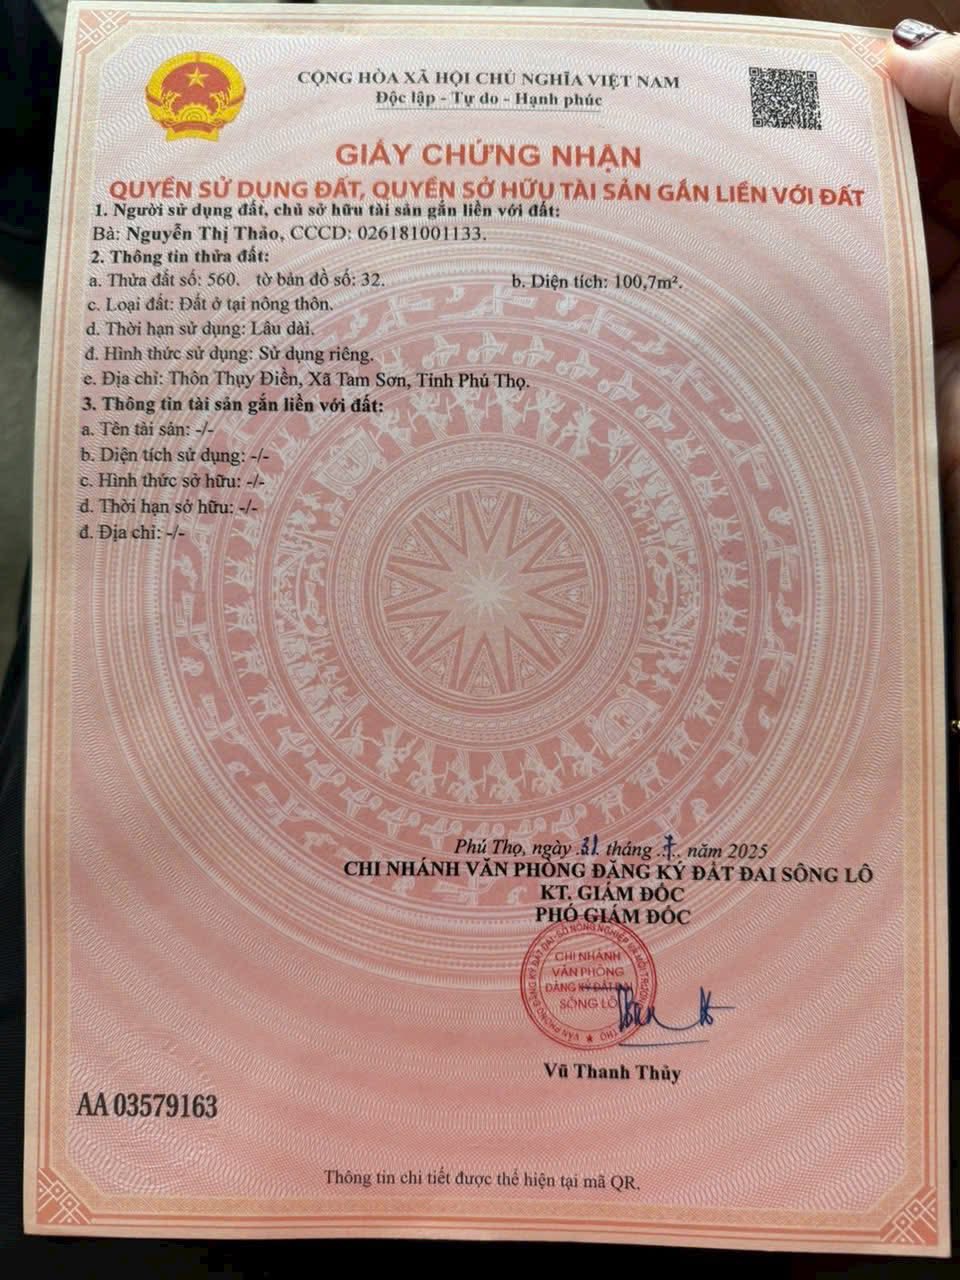 CỘNG HÒA XÃ HỘI CHỦ NGHĨA VIỆT NAM
Độc lập - Tự do - Hạnh phúc
GIẤY CHỨNG NHẬN
QUYỀN SỬ DỤNG ĐẤT, QUYỀN SỞ HỮU TÀI SẢN GẮN LIỀN VỚI ĐẤT
1. Người sử dụng đất, chủ sở hữu tài sản gắn liền với đất:
Bà: Nguyễn Thị Thảo, CCCD: 026181001133.
2. Thông tin thửa đất:
a. Thửa đất số: 560. tờ bản đồ số: 32. b. Diện tích: 100,7m².
c. Loại đất: Đất ở tại nông thôn.
d. Thời hạn sử dụng: Lâu dài.
đ. Hình thức sử dụng: Sử dụng riêng.
e. Địa chỉ: Thôn Thụy Điền, Xã Tam Sơn, Tỉnh Phú Thọ.
3. Thông tin tài sản gắn liền với đất:
a. Tên tài sản: -/-
b. Diện tích sử dụng: -/-
c. Hình thức sở hữu: -/-
d. Thời hạn sở hữu: -/-
đ. Địa chỉ: -/-
Phú Thọ, ngày .31. tháng .7.. năm 2025
CHI NHÁNH VĂN PHÒNG ĐĂNG KÝ ĐẤT ĐAI SÔNG LÔ
KT. GIÁM ĐỐC
PHÓ GIÁM ĐỐC
CHI NHÁNH
VĂN PHÒNG
ĐĂNG KÝ ĐẤT ĐAI
SÔNG LÔ
Vũ Thanh Thủy
AA 03579163
Thông tin chi tiết được thể hiện tại mã QR.